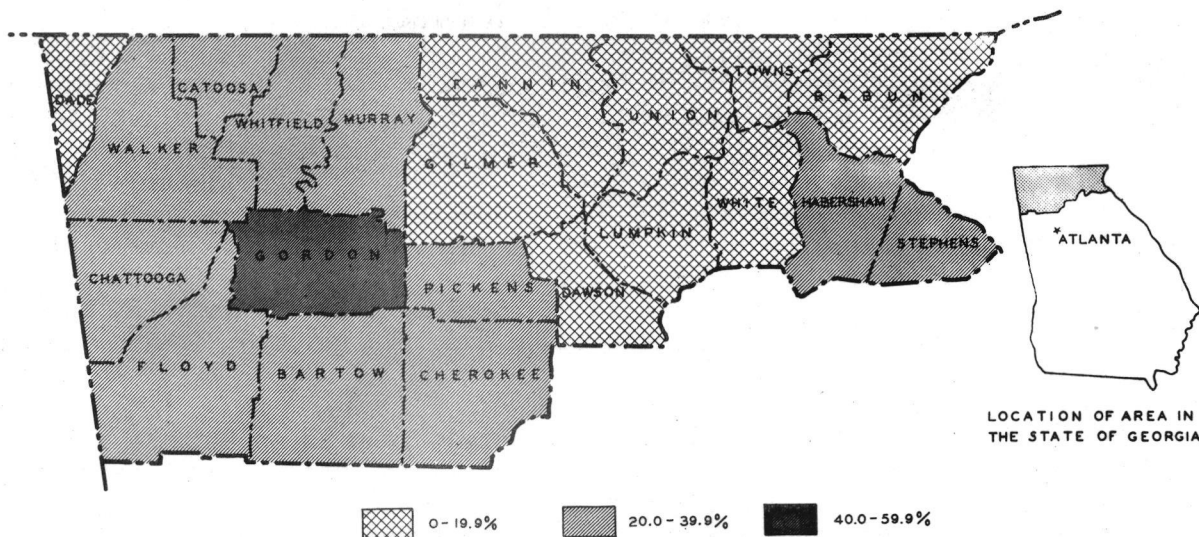 DADE
CATOOSA
WHITFIELD
MURRAY
WALKER
FANNIN
GILMER
UNION
TOWNS
RABUN
GORDON
CHATTOOGA
PICKENS
DAWSON
LUMPKIN
WHITE
HABERSHAM
STEPHENS
FLOYD
BARTOW
CHEROKEE
*ATLANTA
LOCATION OF AREA IN
THE STATE OF GEORGIA
0-19.9%
20.0-39.9%
40.0-59.9%